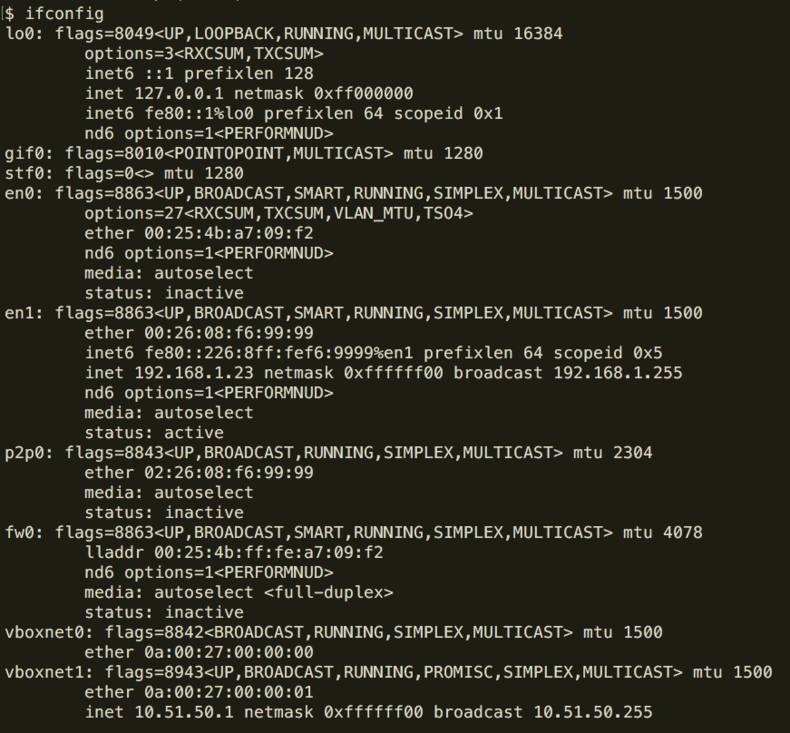 $ ifconfig
lo0: flags=8049<UP,LOOPBACK,RUNNING,MULTICAST> mtu 16384
options=3<RXCSUM,TXCSUM>
inet6 ::1 prefixlen 128
inet 127.0.0.1 netmask 0xff000000
inet6 fe80::1%lo0 prefixlen 64 scopeid 0x1
nd6 options=1<PERFORMNUD>
gif0: flags=8010<POINTOPOINT,MULTICAST> mtu 1280
stf0: flags=0<> mtu 1280
en0: flags=8863<UP,BROADCAST,SMART,RUNNING,SIMPLEX,MULTICAST> mtu 1500
options=27<RXCSUM,TXCSUM,VLAN_MTU,TSO4>
ether 00:25:4b:a7:09:f2
nd6 options=1<PERFORMNUD>
media: autoselect
status: inactive
en1: flags=8863<UP,BROADCAST,SMART,RUNNING,SIMPLEX,MULTICAST> mtu 1500
ether 00:26:08:f6:99:99
inet6 fe80::226:8ff:fef6:9999%en1 prefixlen 64 scopeid 0x5
inet 192.168.1.23 netmask 0xffffff00 broadcast 192.168.1.255
nd6 options=1<PERFORMNUD>
media: autoselect
status: active
p2p0: flags=8843<UP,BROADCAST,RUNNING,SIMPLEX,MULTICAST> mtu 2304
ether 02:26:08:f6:99:99
media: autoselect
status: inactive
fw0: flags=8863<UP,BROADCAST,SMART,RUNNING,SIMPLEX,MULTICAST> mtu 4078
lladdr 00:25:4b:ff:fe:a7:09:f2
nd6 options=1<PERFORMNUD>
media: autoselect <full-duplex>
status: inactive
vboxnet0: flags=8842<BROADCAST,RUNNING,SIMPLEX,MULTICAST> mtu 1500
ether 0a:00:27:00:00:00
vboxnet1: flags=8943<UP,BROADCAST,RUNNING,PROMISC,SIMPLEX,MULTICAST> mtu 1500
ether 0a:00:27:00:00:01
inet 10.51.50.1 netmask 0xffffff00 broadcast 10.51.50.255